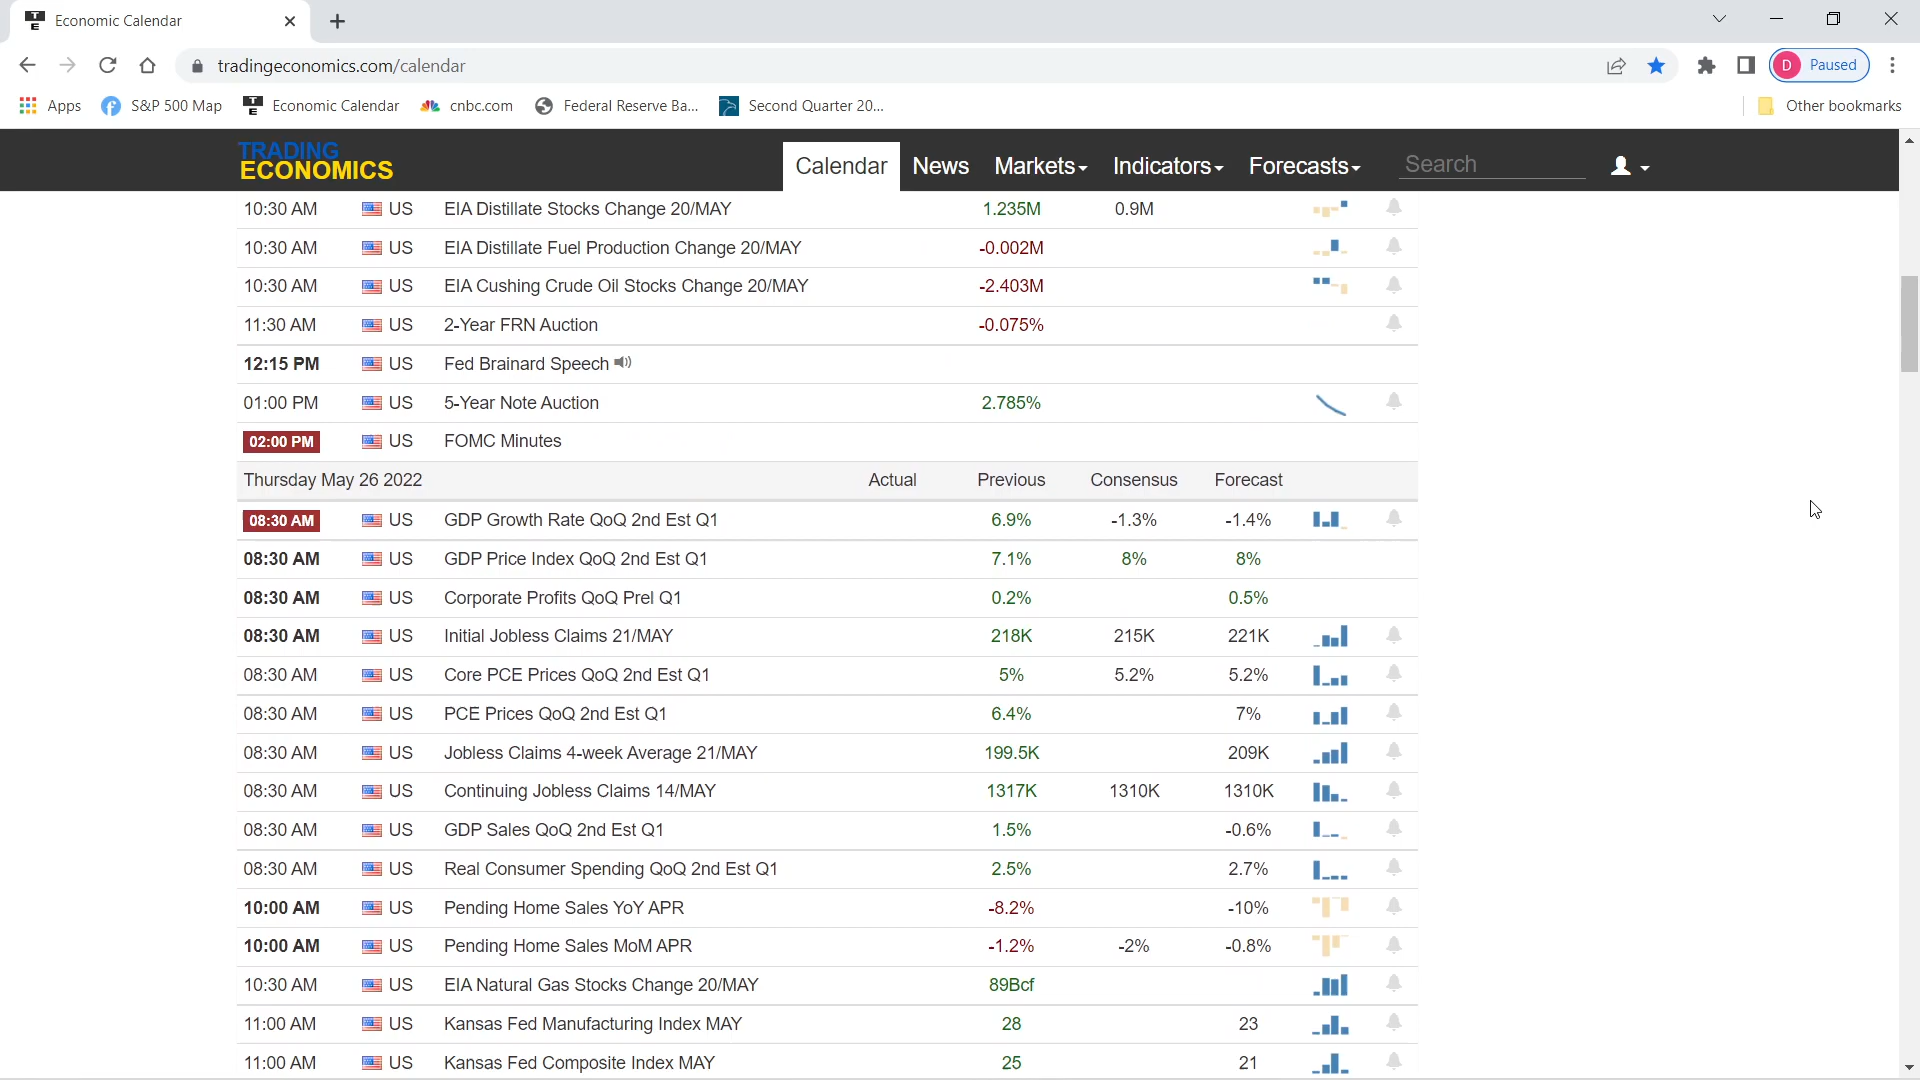 Economic Calendar
tradingeconomics.com/calendar
D Paused
Apps S&P 500 Map Economic Calendar cnbc.com Federal Reserve Ba... Second Quarter 20... Other bookmarks
TRADING
ECONOMICS
Calendar News Markets Indicators Forecasts Search
10:30 AM US EIA Distillate Stocks Change 20/MAY 1.235M 0.9M
10:30 AM US EIA Distillate Fuel Production Change 20/MAY -0.002M
10:30 AM US EIA Cushing Crude Oil Stocks Change 20/MAY -2.403M
11:30 AM US 2-Year FRN Auction -0.075%
12:15 PM US Fed Brainard Speech
01:00 PM US 5-Year Note Auction 2.785%
02:00 PM US FOMC Minutes
Thursday May 26 2022 Actual Previous Consensus Forecast
08:30 AM US GDP Growth Rate QoQ 2nd Est Q1 6.9% -1.3% -1.4%
08:30 AM US GDP Price Index QoQ 2nd Est Q1 7.1% 8% 8%
08:30 AM US Corporate Profits QoQ Prel Q1 0.2% 0.5%
08:30 AM US Initial Jobless Claims 21/MAY 218K 215K 221K
08:30 AM US Core PCE Prices QoQ 2nd Est Q1 5% 5.2% 5.2%
08:30 AM US PCE Prices QoQ 2nd Est Q1 6.4% 7%
08:30 AM US Jobless Claims 4-week Average 21/MAY 199.5K 209K
08:30 AM US Continuing Jobless Claims 14/MAY 1317K 1310K 1310K
08:30 AM US GDP Sales QoQ 2nd Est Q1 1.5% -0.6%
08:30 AM US Real Consumer Spending QoQ 2nd Est Q1 2.5% 2.7%
10:00 AM US Pending Home Sales YoY APR -8.2% -10%
10:00 AM US Pending Home Sales MoM APR -1.2% -2% -0.8%
10:30 AM US EIA Natural Gas Stocks Change 20/MAY 89Bcf
11:00 AM US Kansas Fed Manufacturing Index MAY 28 23
11:00 AM US Kansas Fed Composite Index MAY 25 21